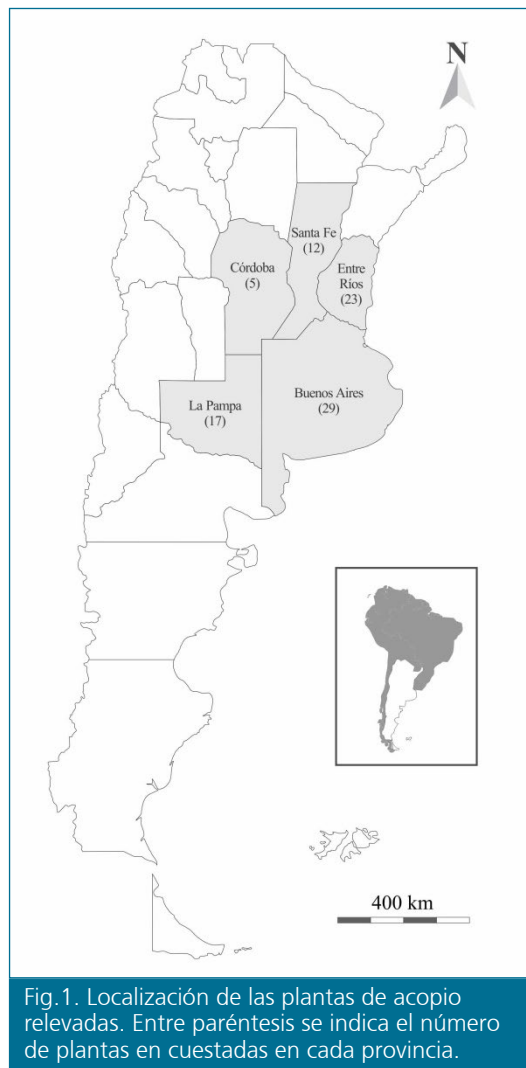 N
Santa Fe
(12)
Córdoba
(5)
Entre
Ríos
(23)
Buenos Aires
(29)
La Pampa
(17)
400 km
Fig.1. Localización de las plantas de acopio
relevadas. Entre paréntesis se indica el número
de plantas en cuestadas en cada provincia.